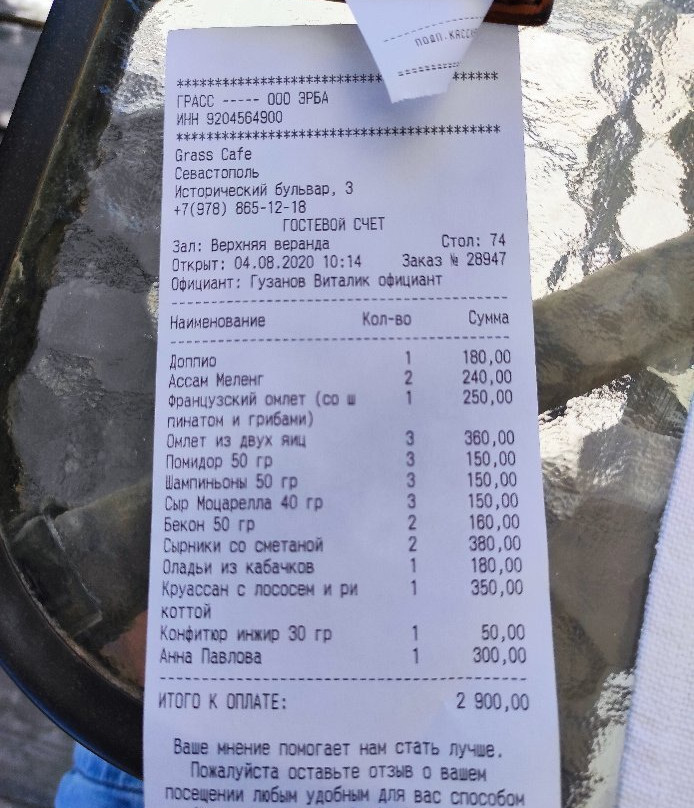 подп.КАССИ
************************************
ГРАСС ----- ООО ЭРБА
ИНН 9204564900
************************************
Grass Cafe
Севастополь
Исторический бульвар, 3
+7(978) 865-12-18
ГОСТЕВОЙ СЧЕТ
Зал: Верхняя веранда Стол: 74
Открыт: 04.08.2020 10:14 Заказ № 28947
Официант: Гузанов Виталик официант
Наименование Кол-во Сумма
Доппио 1 180,00
Ассам Меленг 2 240,00
Французский омлет (со ш 1 250,00
пинатом и грибами)
Омлет из двух яиц 3 360,00
Помидор 50 гр 3 150,00
Шампиньоны 50 гр 3 150,00
Сыр Моцарелла 40 гр 3 150,00
Бекон 50 гр 2 160,00
Сырники со сметаной 2 380,00
Оладьи из кабачков 1 180,00
Круассан с лососем и ри 1 350,00
коттой
Конфитюр инжир 30 гр 1 50,00
Анна Павлова 1 300,00
ИТОГО К ОПЛАТЕ: 2 900,00
Ваше мнение помогает нам стать лучше.
Пожалуйста оставьте отзыв о вашем
посещении любым удобным для вас способом